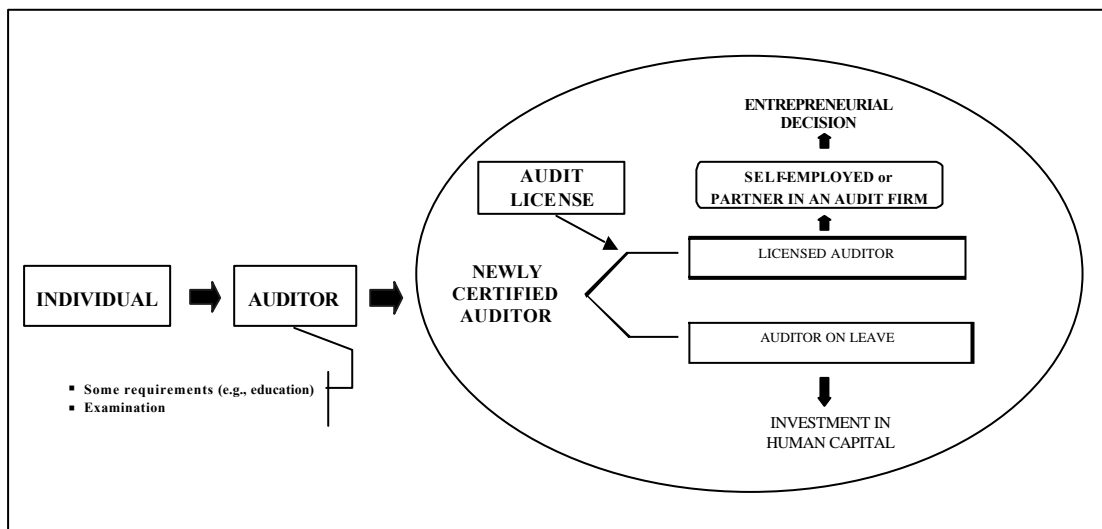 INDIVIDUAL
AUDITOR
▪ Some requirements (e.g., education)
▪ Examination
NEWLY
CERTIFIED
AUDITOR
AUDIT
LICENSE
ENTREPRENEURIAL
DECISION
SELF-EMPLOYED or
PARTNER IN AN AUDIT FIRM
LICENSED AUDITOR
AUDITOR ON LEAVE
INVESTMENT IN
HUMAN CAPITAL